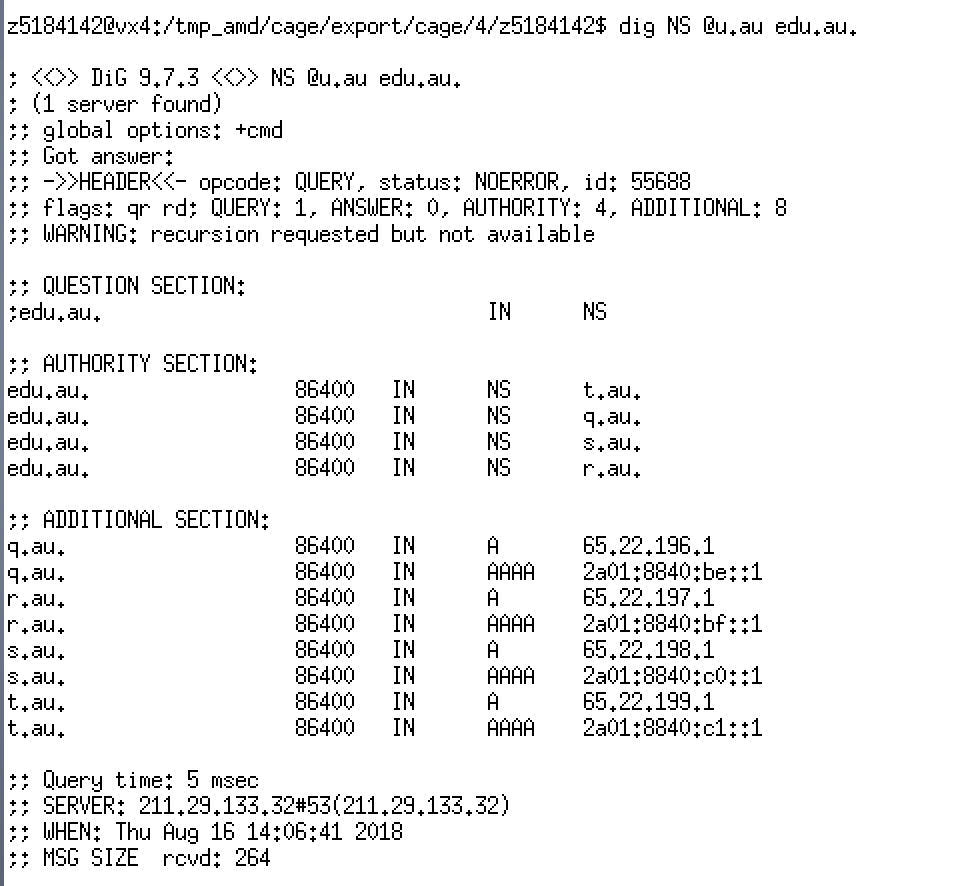 z5184142@vx4:/tmp_amd/cage/export/cage/4/z5184142$ dig NS @u.au edu.au.
; <<>> DiG 9.7.3 <<>> NS @u.au edu.au.
; (1 server found)
;; global options: +cmd
;; Got answer:
;; ->>HEADER<<- opcode: QUERY, status: NOERROR, id: 55688
;; flags: qr rd; QUERY: 1, ANSWER: 0, AUTHORITY: 4, ADDITIONAL: 8
;; WARNING: recursion requested but not available
;; QUESTION SECTION:
;edu.au. IN NS
;; AUTHORITY SECTION:
edu.au. 86400 IN NS t.au.
edu.au. 86400 IN NS q.au.
edu.au. 86400 IN NS s.au.
edu.au. 86400 IN NS r.au.
;; ADDITIONAL SECTION:
q.au. 86400 IN A 65.22.196.1
q.au. 86400 IN AAAA 2a01:8840:be::1
r.au. 86400 IN A 65.22.197.1
r.au. 86400 IN AAAA 2a01:8840:bf::1
s.au. 86400 IN A 65.22.198.1
s.au. 86400 IN AAAA 2a01:8840:c0::1
t.au. 86400 IN A 65.22.199.1
t.au. 86400 IN AAAA 2a01:8840:c1::1
;; Query time: 5 msec
;; SERVER: 211.29.133.32#53(211.29.133.32)
;; WHEN: Thu Aug 16 14:06:41 2018
;; MSG SIZE rcvd: 264